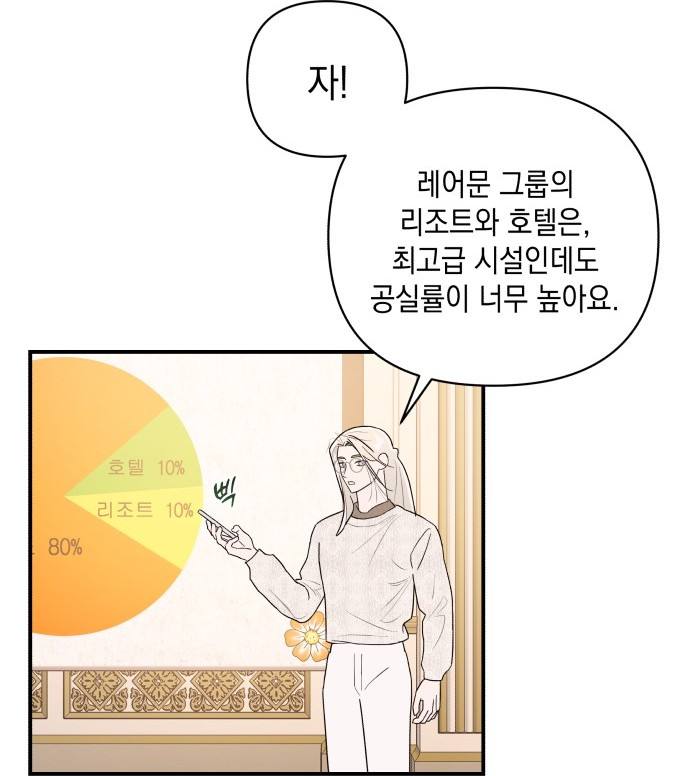 자!
레어문 그룹의
리조트와 호텔은,
최고급 시설인데도
공실률이 너무 높아요.
호텔 10%
삑
리조트 10%
80%